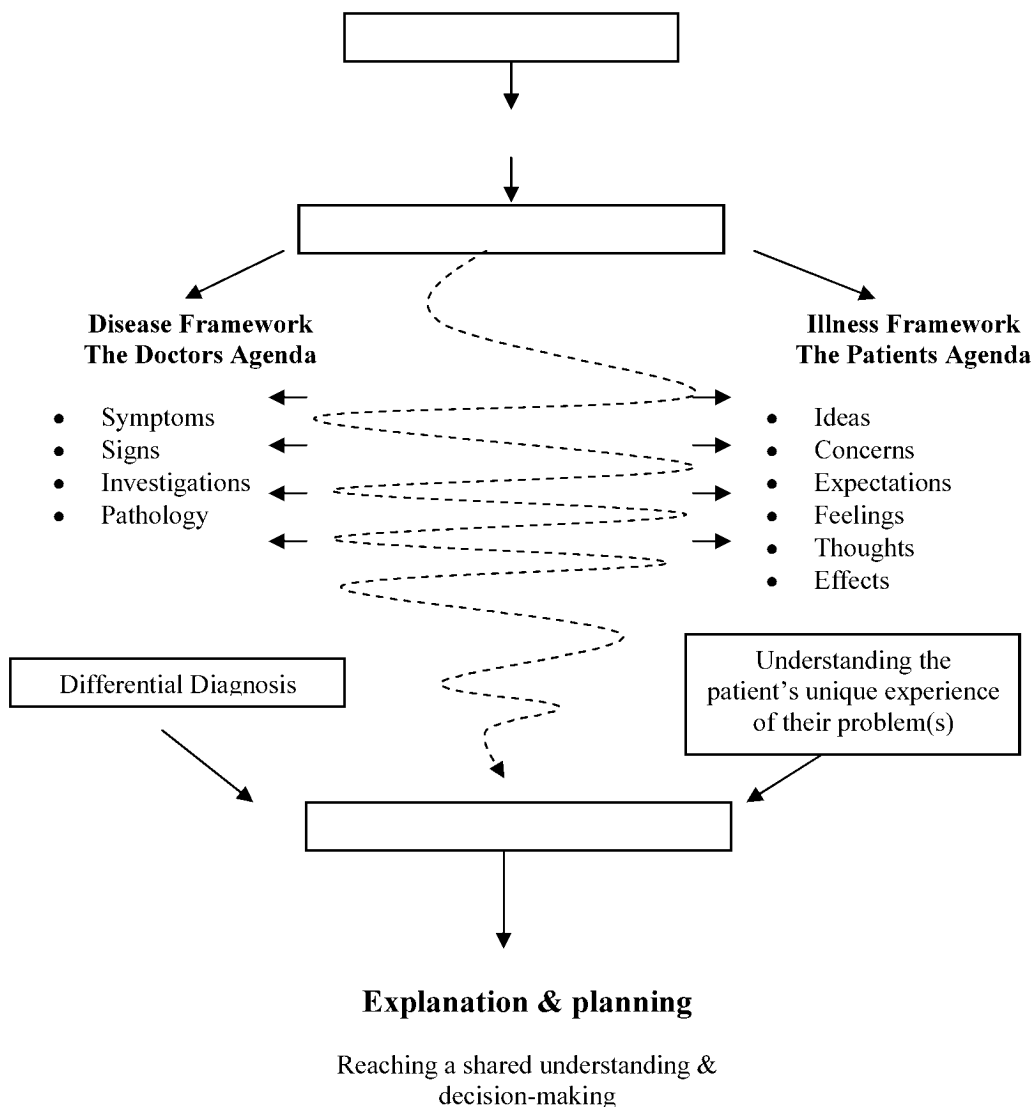 Disease Framework
The Doctors Agenda
• Symptoms
• Signs
• Investigations
• Pathology
Illness Framework
The Patients Agenda
• Ideas
• Concerns
• Expectations
• Feelings
• Thoughts
• Effects
Differential Diagnosis
Understanding the
patient’s unique experience
of their problem(s)
Explanation & planning
Reaching a shared understanding &
decision-making